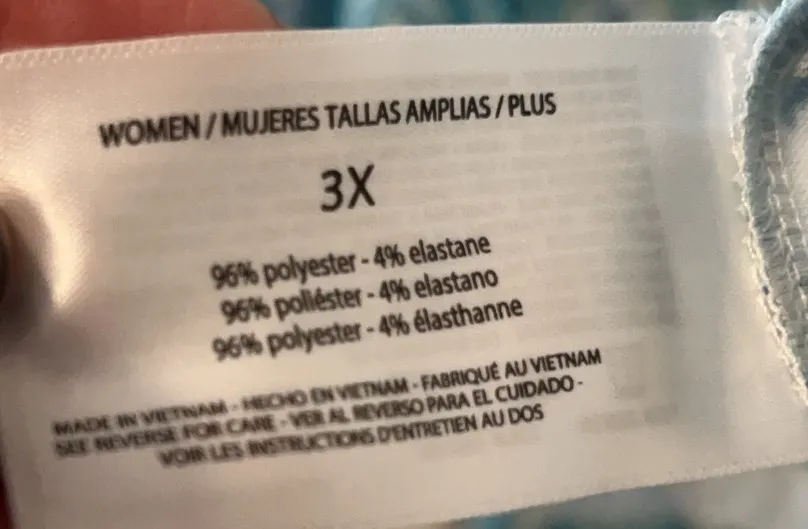 WOMEN / MUJERES TALLAS AMPLIAS / PLUS
3X
96% polyester - 4% elastane
96% poliéster - 4% elastano
96% polyester - 4% élasthanne
MADE IN VIETNAM - HECHO EN VIETNAM - FABRIQUÉ AU VIETNAM
SEE REVERSE FOR CARE - VER AL REVERSO PARA EL CUIDADO -
VOIR LES INSTRUCTIONS D'ENTRETIEN AU DOS